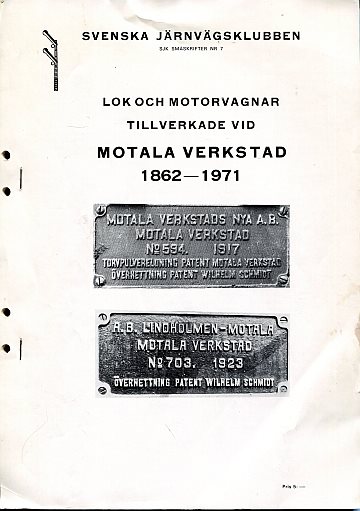 SVENSKA JÄRNVÄGSKLUBBEN
SJK SMÅSKRIFTER NR 7
LOK OCH MOTORVAGNAR
TILLVERKADE VID
MOTALA VERKSTAD
1862—1971
MOTALA VERKSTADS NYA A.B.
MOTALA VERKSTAD
No 594. 1917
TORVPULVERELDNING PATENT MOTALA VERKSTAD
ÖVERHETTNING PATENT WILHELM SCHMIDT
A.B. LINDHOLMEN-MOTALA
MOTALA VERKSTAD
No 703. 1923
ÖVERHETTNING PATENT WILHELM SCHMIDT
Pris 5:—